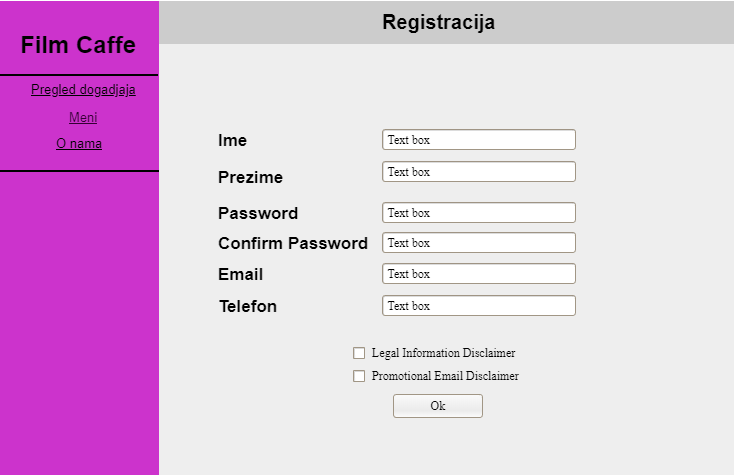 Film Caffe
Pregled dogadjaja
Meni
O nama
Registracija
Ime
Text box
Prezime
Text box
Password
Text box
Confirm Password
Text box
Email
Text box
Telefon
Text box
Legal Information Disclaimer
Promotional Email Disclaimer
Ok